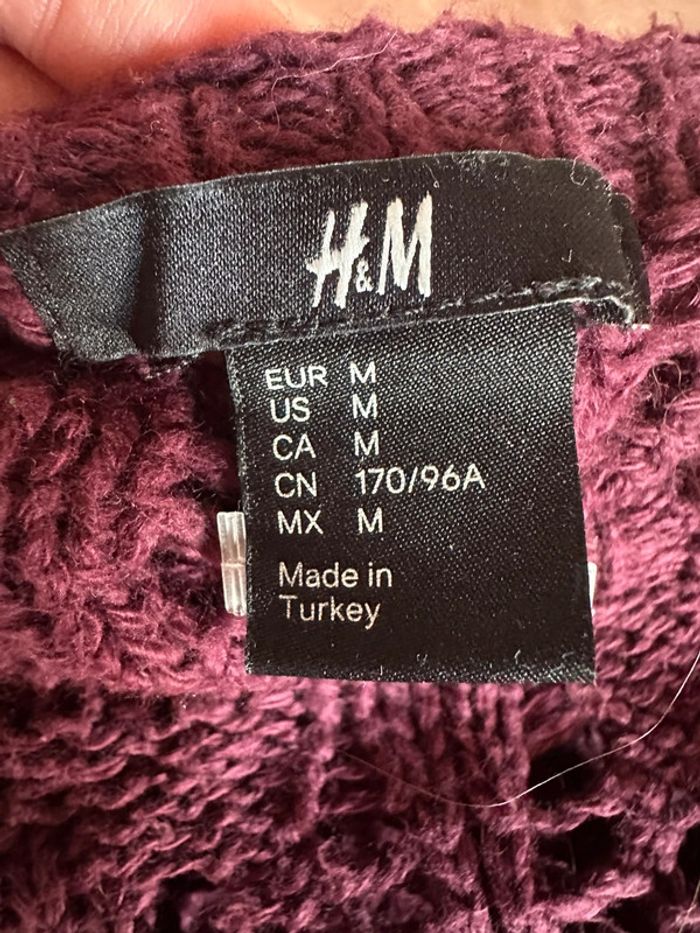 H&M
EUR M
US M
CA M
CN 170/96A
MX M
Made in
Turkey